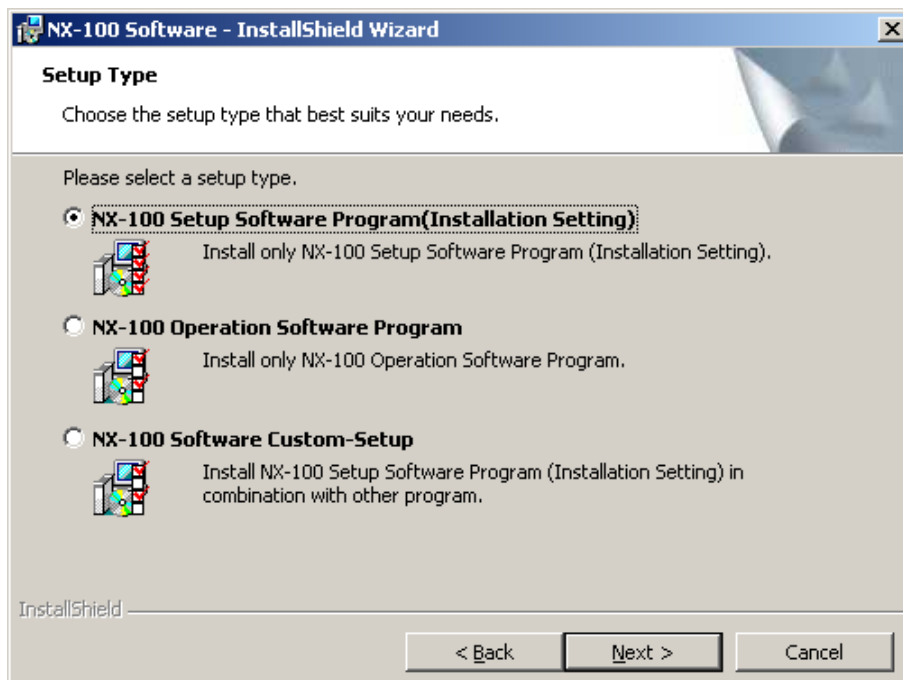 NX-100 Software - InstallShield Wizard
Setup Type
Choose the setup type that best suits your needs.
Please select a setup type.
NX-100 Setup Software Program(Installation Setting)
Install only NX-100 Setup Software Program (Installation Setting).
NX-100 Operation Software Program
Install only NX-100 Operation Software Program.
NX-100 Software Custom-Setup
Install NX-100 Setup Software Program (Installation Setting) in
combination with other program.
InstallShield
< Back
Next >
Cancel